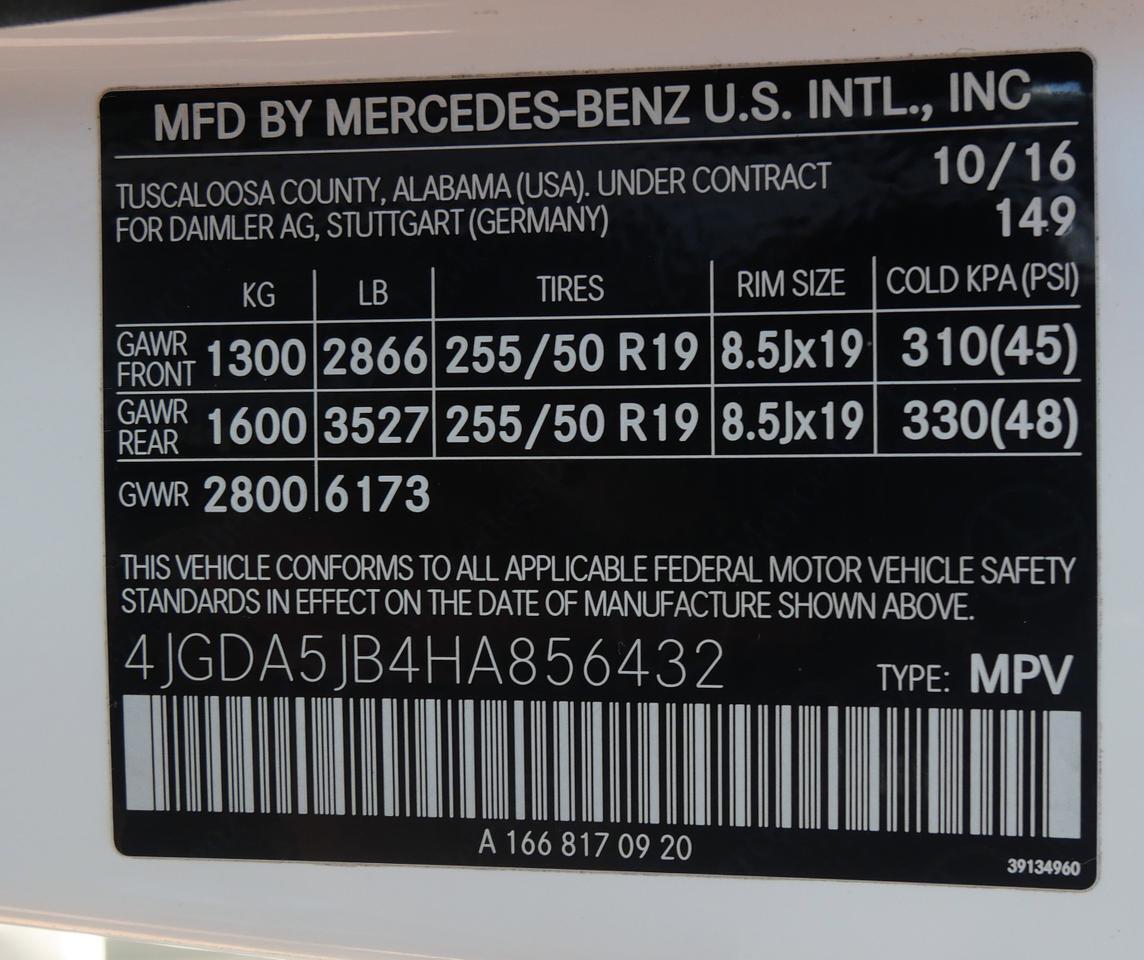 MFD BY MERCEDES-BENZ U.S. INTL., INC
TUSCALOOSA COUNTY, ALABAMA (USA). UNDER CONTRACT 10/16
FOR DAIMLER AG, STUTTGART (GERMANY) 149
KG LB TIRES RIM SIZE COLD KPA (PSI)
GAWR FRONT 1300 2866 255/50 R19 8.5Jx19 310(45)
GAWR REAR 1600 3527 255/50 R19 8.5Jx19 330(48)
GVWR 2800 6173
THIS VEHICLE CONFORMS TO ALL APPLICABLE FEDERAL MOTOR VEHICLE SAFETY
STANDARDS IN EFFECT ON THE DATE OF MANUFACTURE SHOWN ABOVE.
4JGDA5JB4HA856432 TYPE: MPV
A 166 817 09 20
39134960